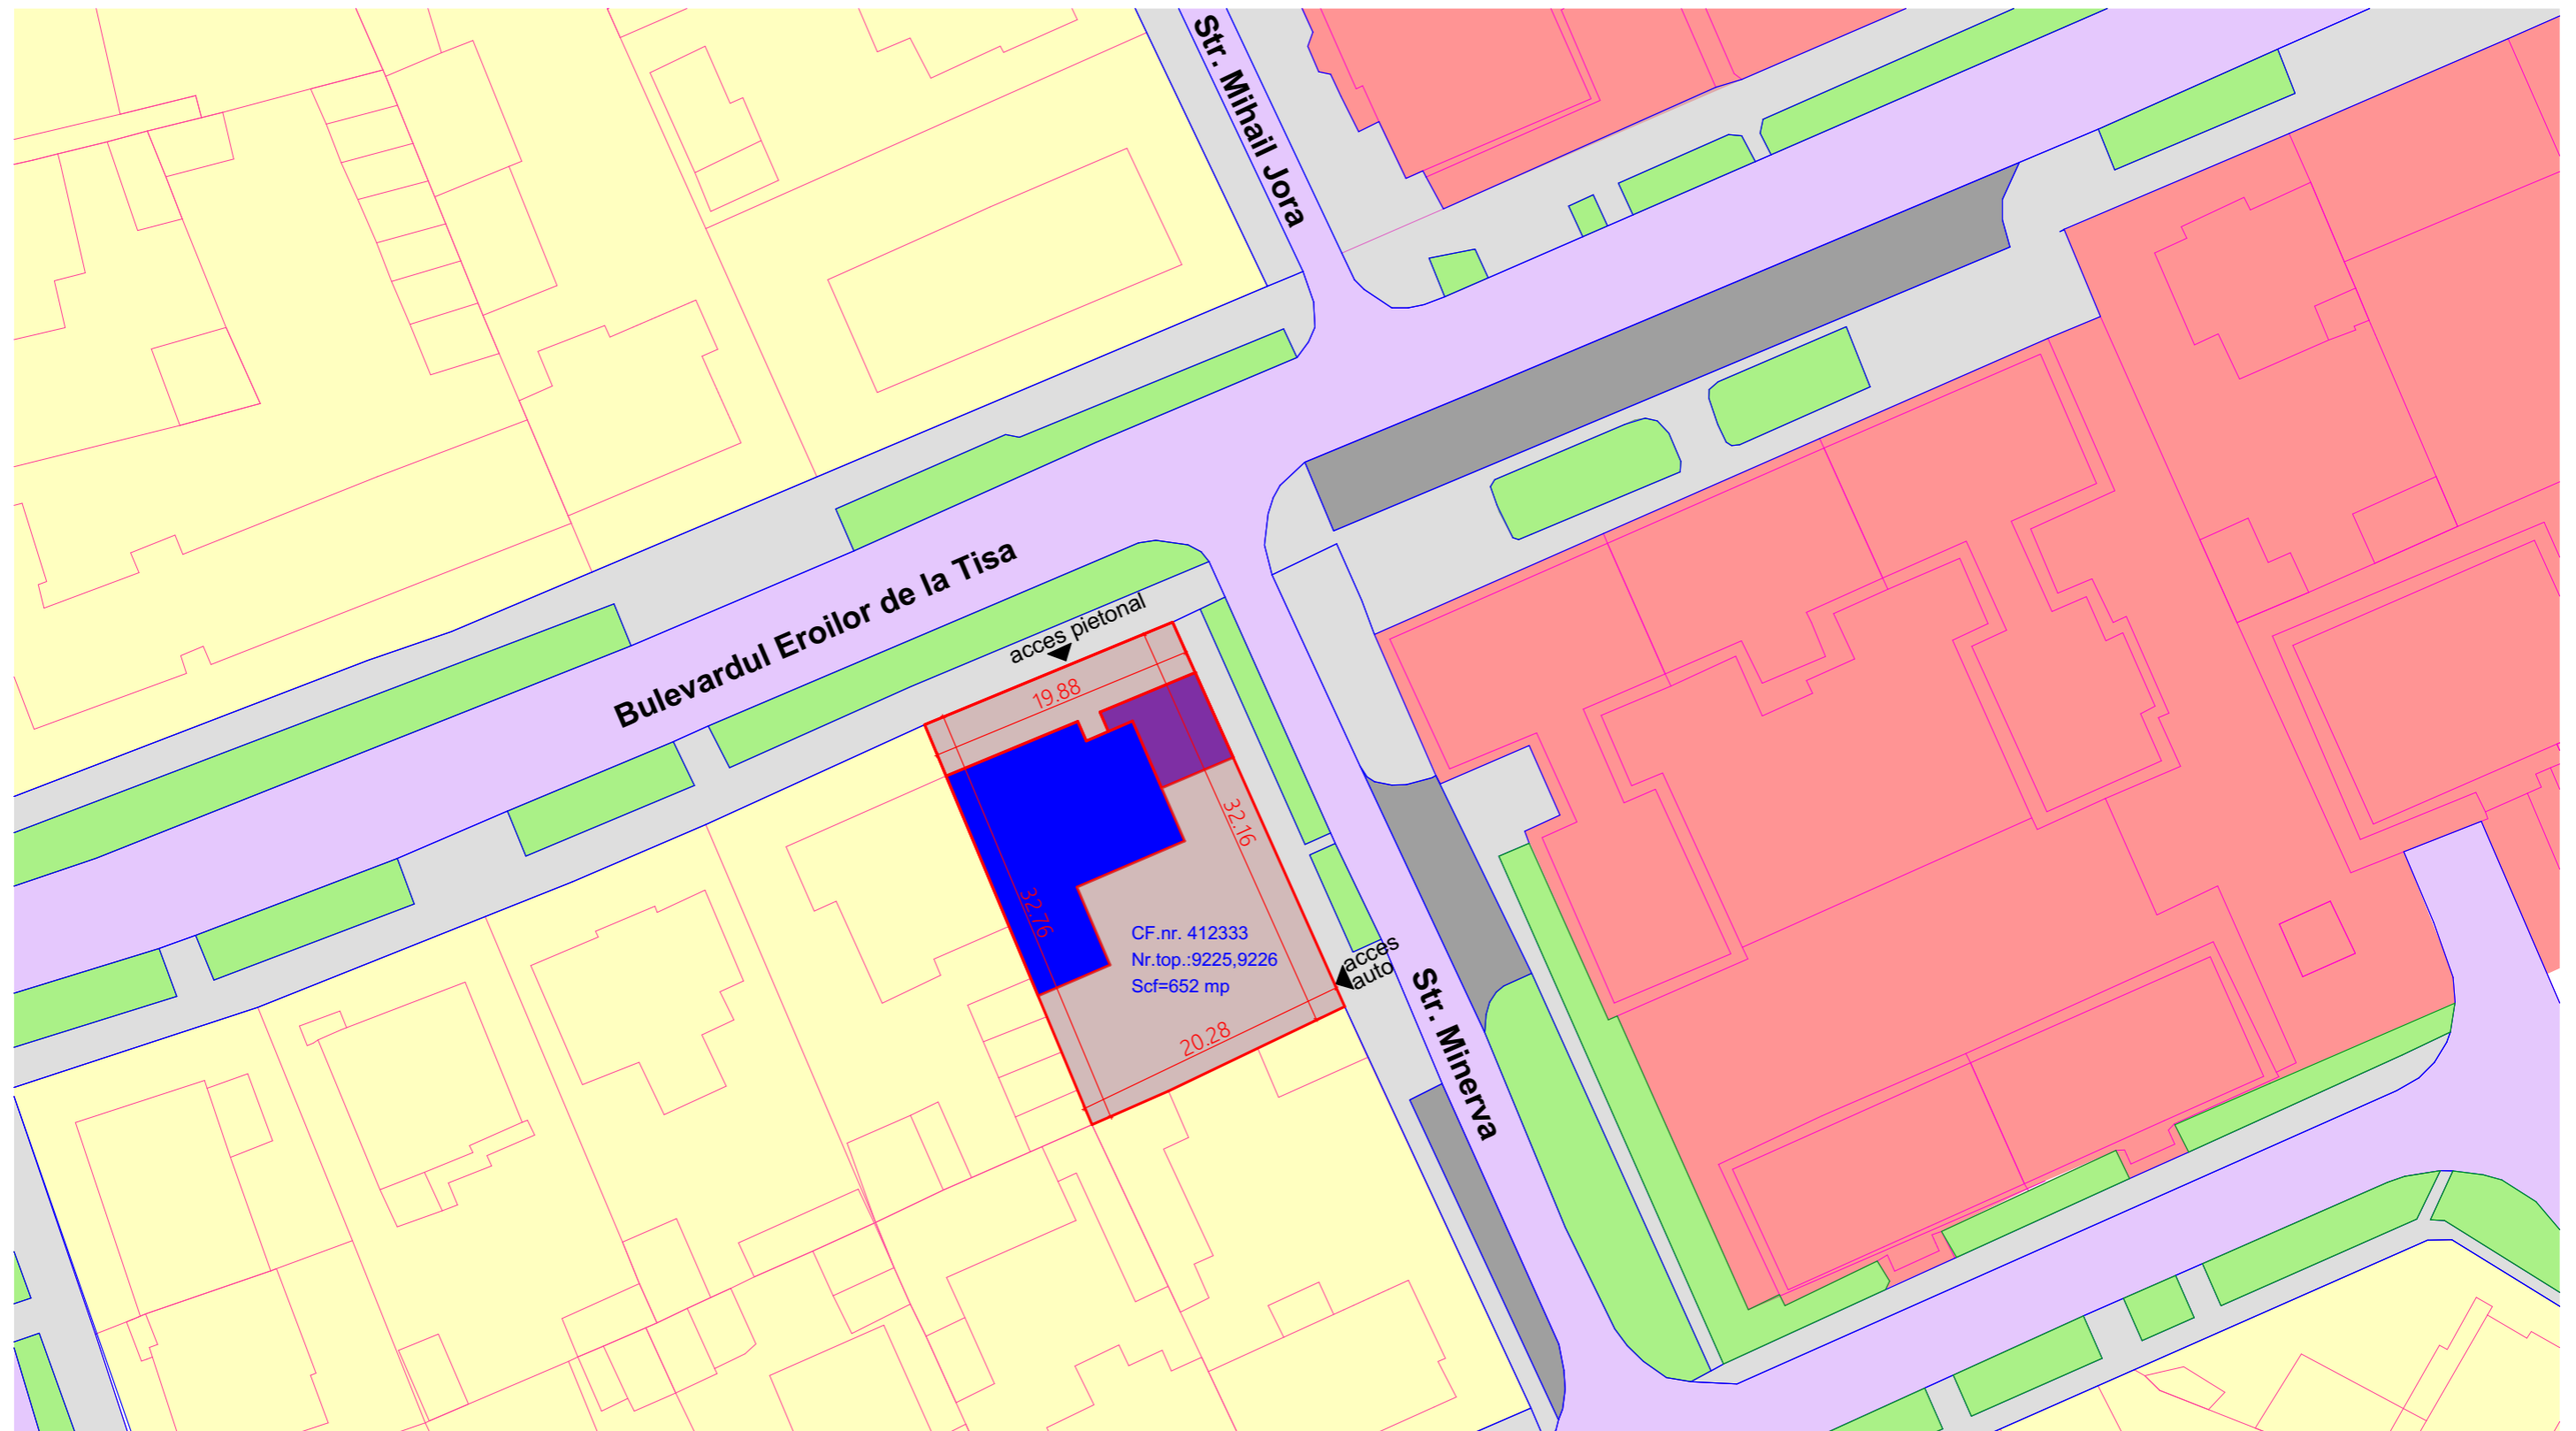 Str. Mihail Jora
Bulevardul Eroilor de la Tisa
acces pietonal
19.88
32.16
32.76
CF.nr. 412333
Nr.top.:9225,9226
Scf=652 mp
acces
auto
20.28
Str. Minerva